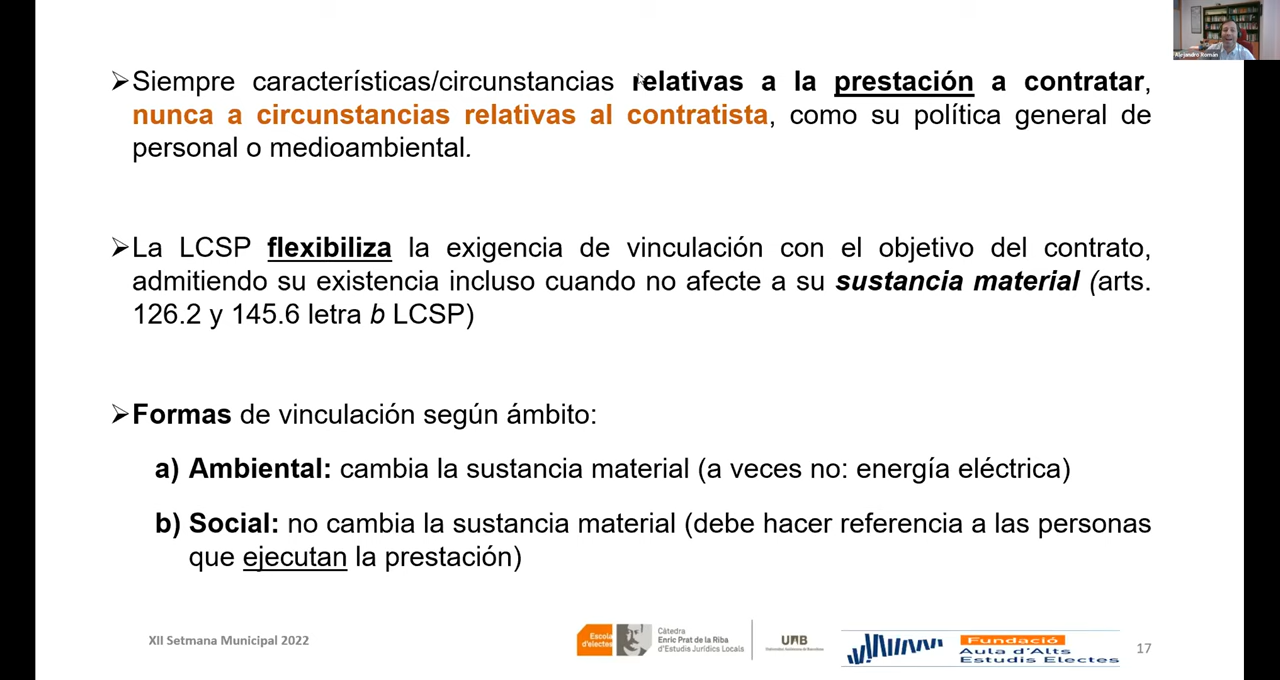 Alejandro Román
➢Siempre características/circunstancias relativas a la prestación a contratar,
nunca a circunstancias relativas al contratista, como su política general de
personal o medioambiental.
➢La LCSP flexibiliza la exigencia de vinculación con el objetivo del contrato,
admitiendo su existencia incluso cuando no afecte a su sustancia material (arts.
126.2 y 145.6 letra b LCSP)
➢Formas de vinculación según ámbito:
a) Ambiental: cambia la sustancia material (a veces no: energía eléctrica)
b) Social: no cambia la sustancia material (debe hacer referencia a las personas
que ejecutan la prestación)
XII Setmana Municipal 2022
Escola
d'electes
Càtedra
Enric Prat de la Riba
d'Estudis Jurídics Locals
UAB
Universitat Autònoma de Barcelona
Fundació
Aula d'Alts
Estudis Electes
17